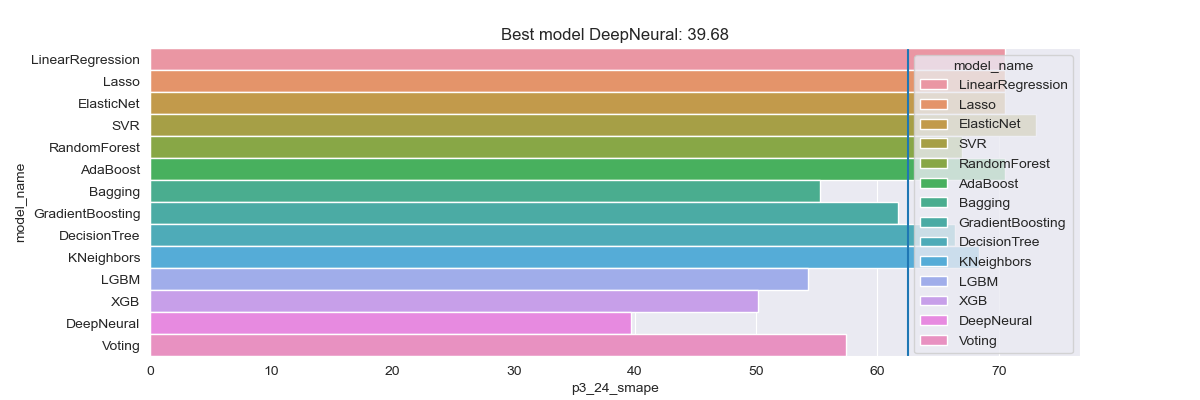 Best model DeepNeural: 39.68
LinearRegression
Lasso
ElasticNet
SVR
RandomForest
AdaBoost
Bagging
GradientBoosting
DecisionTree
KNeighbors
LGBM
XGB
DeepNeural
Voting
model_name
0 10 20 30 40 50 60 70
p3_24_smape
model_name
LinearRegression
Lasso
ElasticNet
SVR
RandomForest
AdaBoost
Bagging
GradientBoosting
DecisionTree
KNeighbors
LGBM
XGB
DeepNeural
Voting